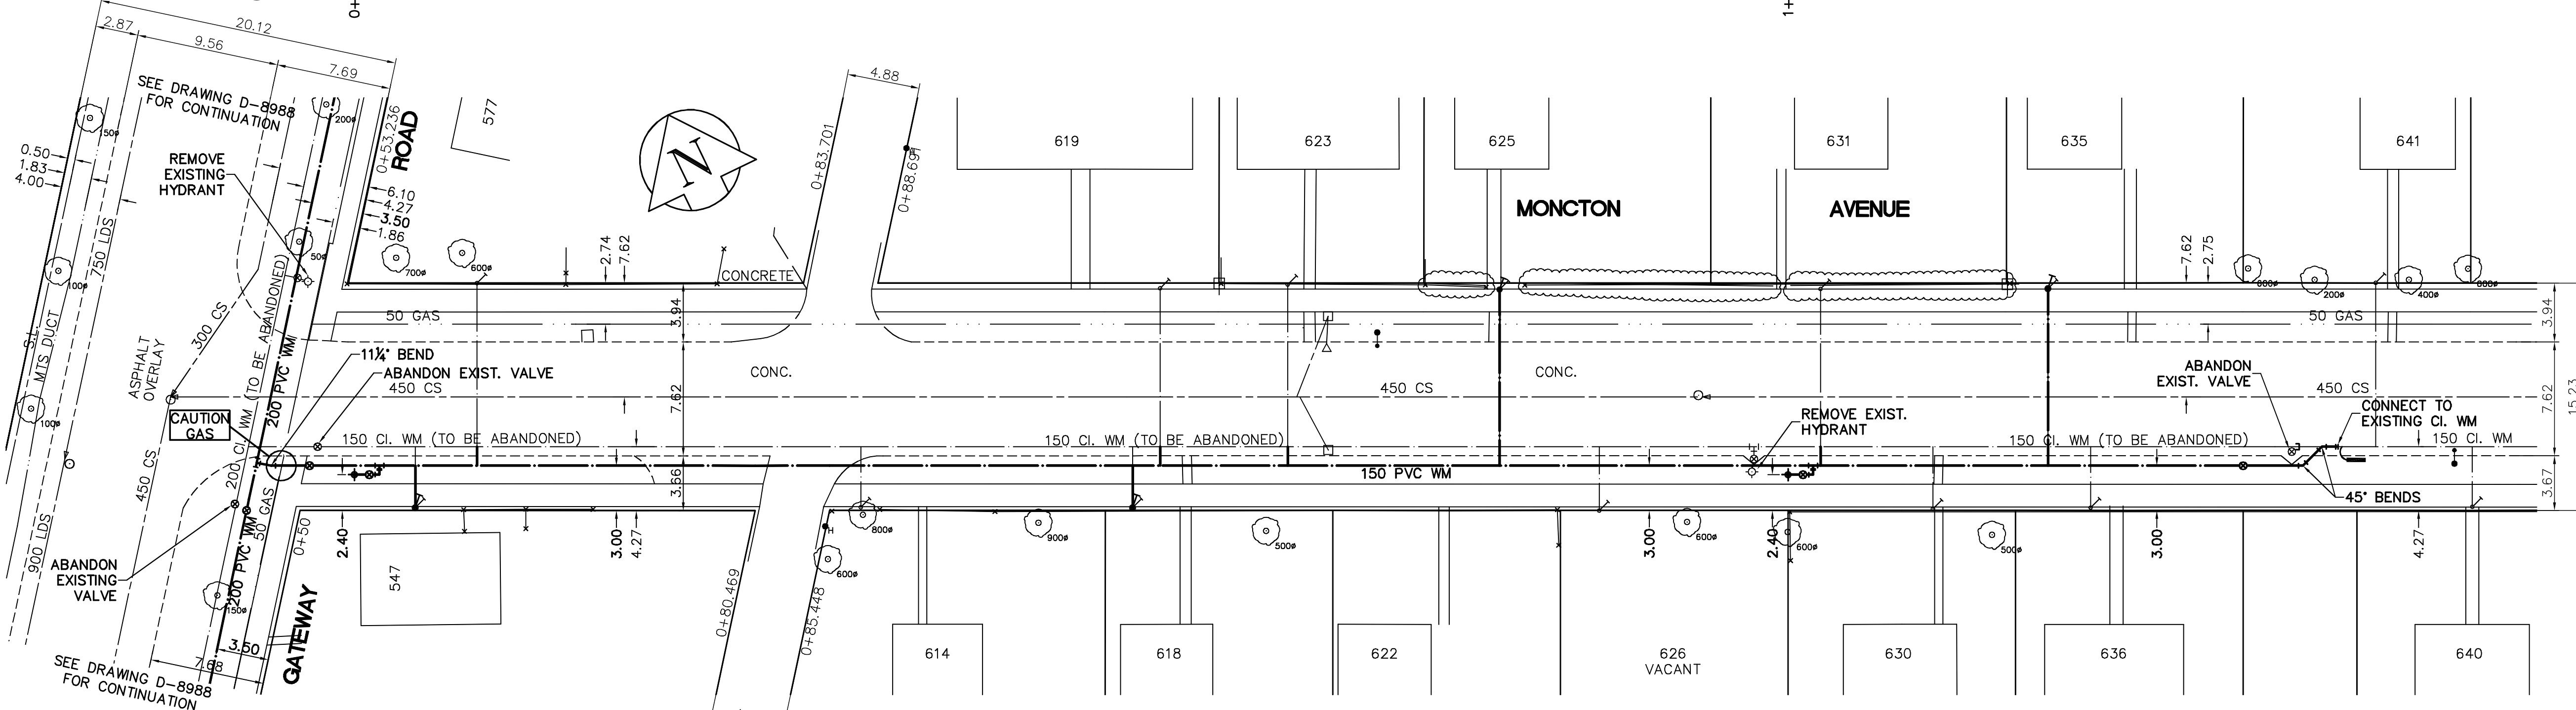 0+
1+
20.12
2.87
9.56
7.69
SEE DRAWING D-8988
FOR CONTINUATION
150ø
200ø
0+53.236
ROAD
577
N
4.88
0+83.701
0+88.691
H
619
623
625
631
635
641
MONCTON AVENUE
0.50
1.83
4.00
REMOVE
EXISTING
HYDRANT
6.10
4.27
3.50
1.86
50ø
700ø
600ø
2.74
7.62
CONCRETE
7.62
2.75
800ø
200ø
400ø
600ø
100ø
750 LDS
S.L.
MTS DUCT
300 CS
ASPHALT
OVERLAY
200 CI. WM (TO BE ABANDONED)
200 PVC WM
50 GAS
3.94
50 GAS
3.94
11¼° BEND
ABANDON EXIST. VALVE
450 CS
CONC.
7.62
450 CS
CONC.
ABANDON
EXIST. VALVE
450 CS
7.62
15.23
CAUTION
GAS
100ø
REMOVE EXIST.
HYDRANT
CONNECT TO
EXISTING CI. WM
150 CI. WM (TO BE ABANDONED)
150 CI. WM (TO BE ABANDONED)
H
150 CI. WM (TO BE ABANDONED)
150 CI. WM
150 PVC WM
3.66
3.67
45° BENDS
450 CS
900 LDS
50 GAS
200 PVC WM
0+50
2.40
3.00
4.27
H
800ø
600ø
900ø
500ø
3.00
600ø
2.40
600ø
500ø
3.00
4.27
ABANDON
EXISTING
VALVE
150ø
547
0+80.469
0+85.448
3.50
7.68
GATEWAY
SEE DRAWING D-8988
FOR CONTINUATION
614
618
622
626
VACANT
630
636
640